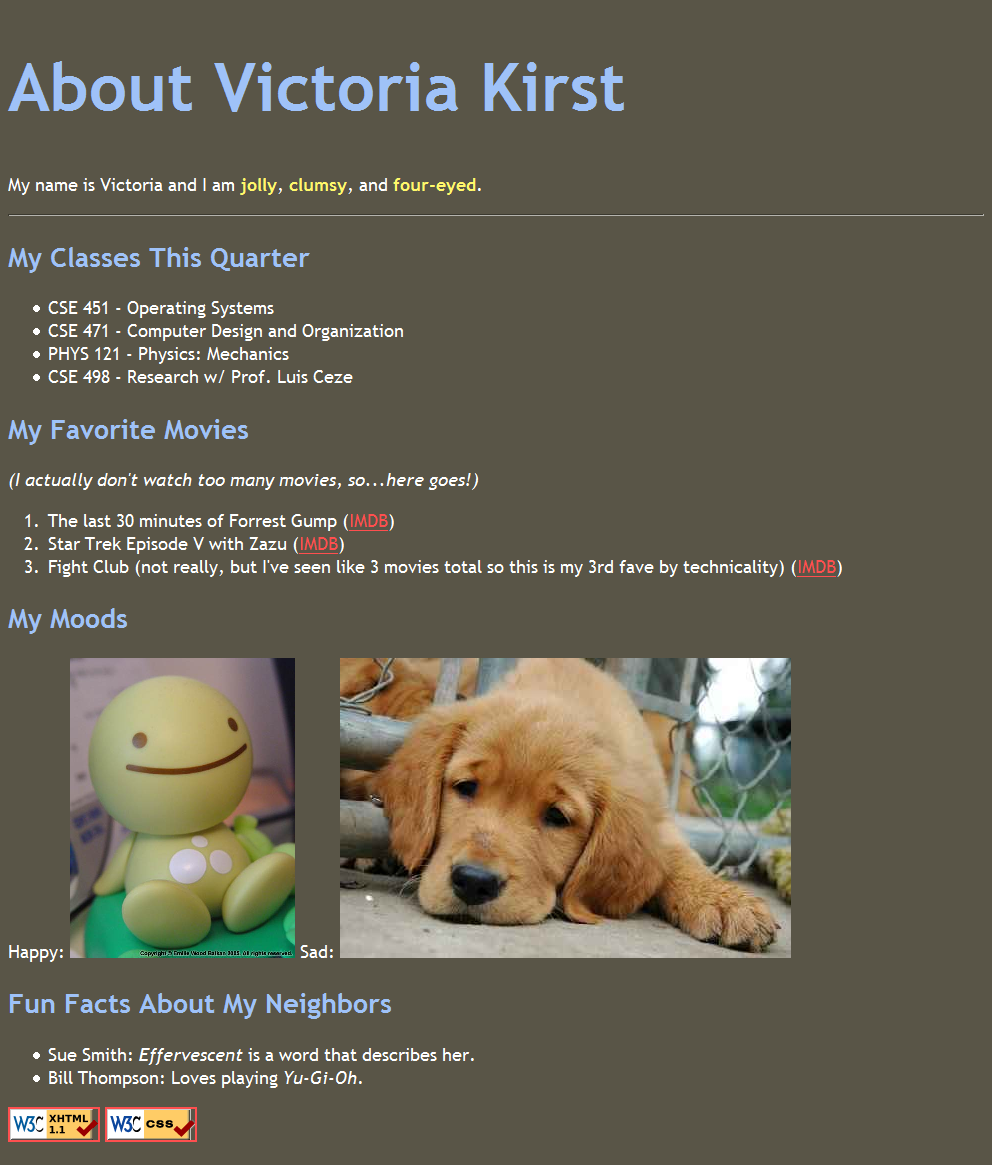 About Victoria Kirst
My name is Victoria and I am jolly, clumsy, and four-eyed.
My Classes This Quarter
• CSE 451 - Operating Systems
• CSE 471 - Computer Design and Organization
• PHYS 121 - Physics: Mechanics
• CSE 498 - Research w/ Prof. Luis Ceze
My Favorite Movies
(I actually don't watch too many movies, so...here goes!)
1. The last 30 minutes of Forrest Gump (IMDB)
2. Star Trek Episode V with Zazu (IMDB)
3. Fight Club (not really, but I've seen like 3 movies total so this is my 3rd fave by technicality) (IMDB)
My Moods
Happy: Sad:
Fun Facts About My Neighbors
• Sue Smith: Effervescent is a word that describes her.
• Bill Thompson: Loves playing Yu-Gi-Oh.
W3C XHTML 1.1 W3C css